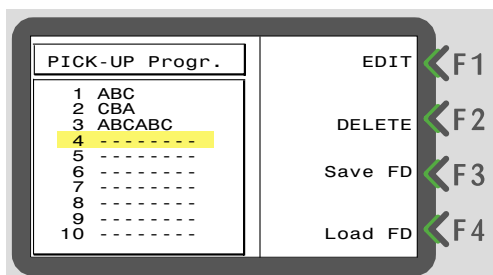 PICK-UP Progr.
1 ABC
2 CBA
3 ABCABC
4 --------
5 --------
6 --------
7 --------
8 --------
9 --------
10 --------
EDIT F1
DELETE F2
Save FD F3
Load FD F4